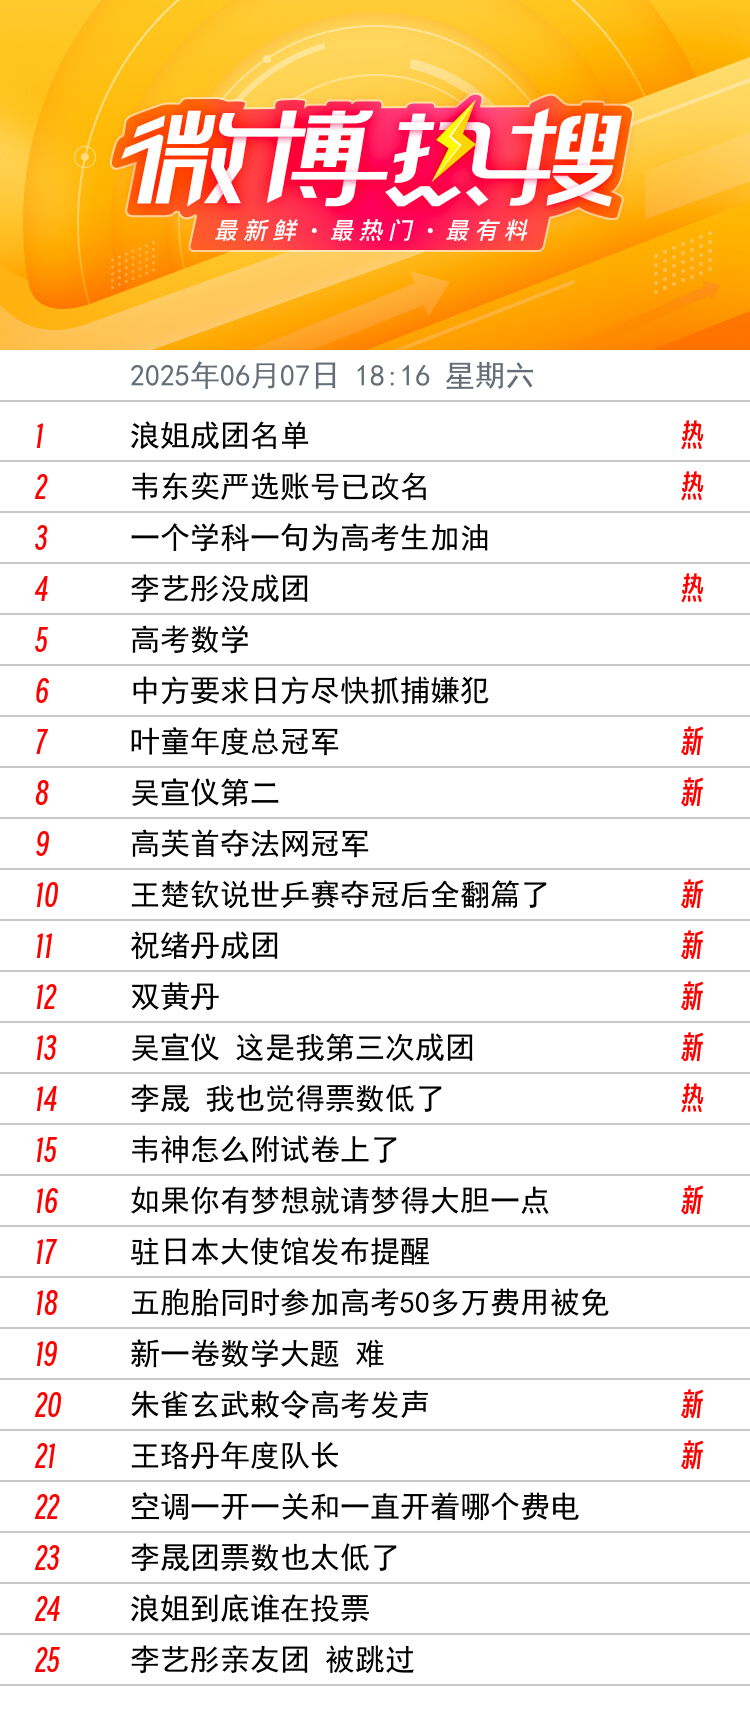 微博热搜
最新鲜·最热门·最有料
2025年06月07日 18:16 星期六
1 浪姐成团名单 热
2 韦东奕严选账号已改名 热
3 一个学科一句为高考生加油
4 李艺彤没成团 热
5 高考数学
6 中方要求日方尽快抓捕嫌犯
7 叶童年度总冠军 新
8 吴宣仪第二 新
9 高芙首夺法网冠军
10 王楚钦说世乒赛夺冠后全翻篇了 新
11 祝绪丹成团 新
12 双黄丹 新
13 吴宣仪 这是我第三次成团 新
14 李晟 我也觉得票数低了 热
15 韦神怎么附试卷上了
16 如果你有梦想就请梦得大胆一点 新
17 驻日本大使馆发布提醒
18 五胞胎同时参加高考50多万费用被免
19 新一卷数学大题 难
20 朱雀玄武敕令高考发声 新
21 王珞丹年度队长 新
22 空调一开一关和一直开着哪个费电
23 李晟团票数也太低了
24 浪姐到底谁在投票
25 李艺彤亲友团 被跳过